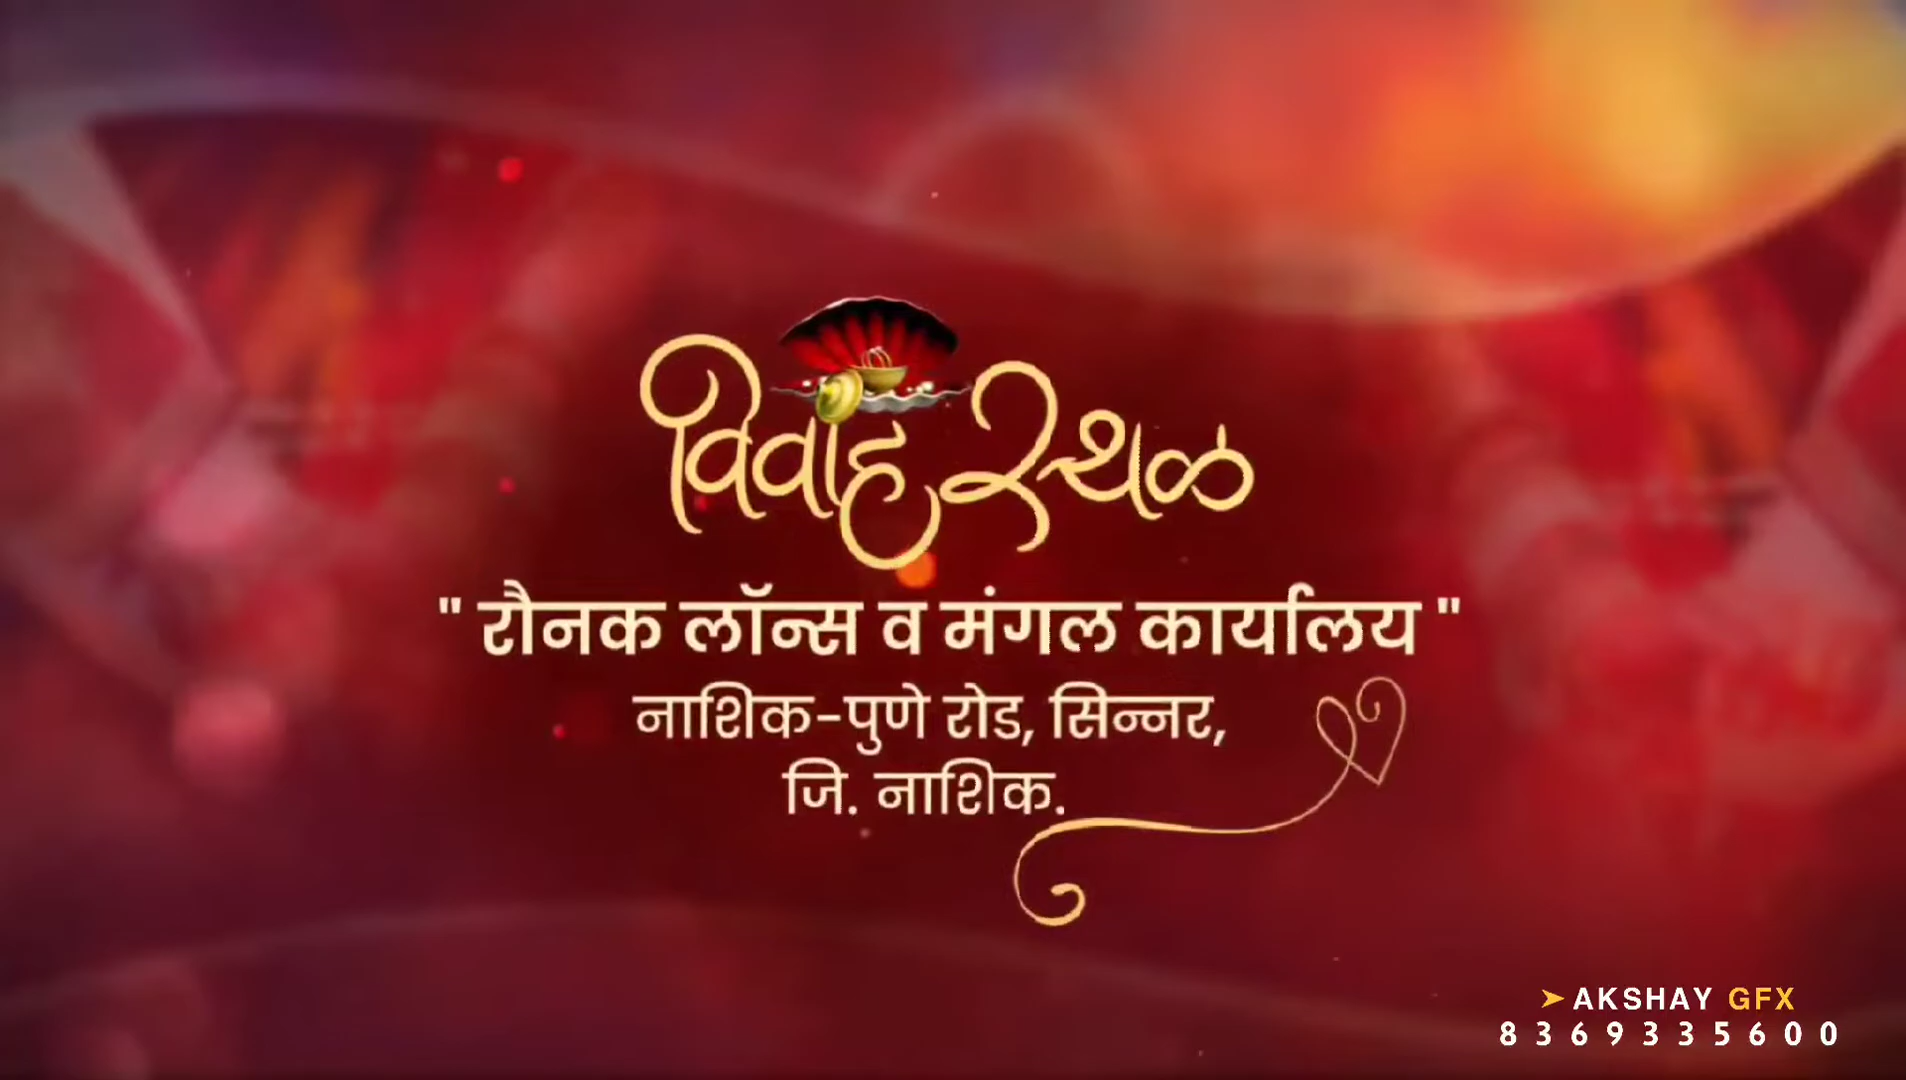 विवाह स्थळ
" रौनक लॉन्स व मंगल कार्यालय "
नाशिक-पुणे रोड, सिन्नर,
जि. नाशिक.
AKSHAY GFX
8369335600